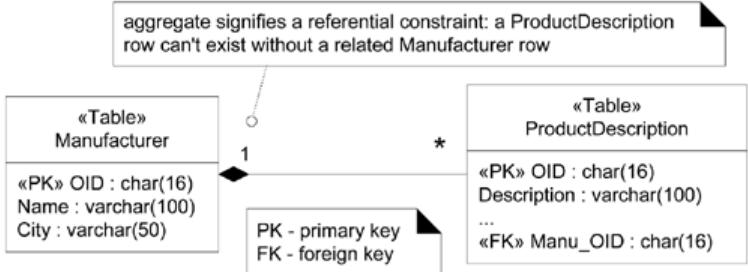 aggregate signifies a referential constraint: a ProductDescription
row can't exist without a related Manufacturer row
«Table»
Manufacturer
«PK» OID : char(16)
Name : varchar(100)
City : varchar(50)
1
*
«Table»
ProductDescription
«PK» OID : char(16)
Description : varchar(100)
...
«FK» Manu_OID : char(16)
PK - primary key
FK - foreign key